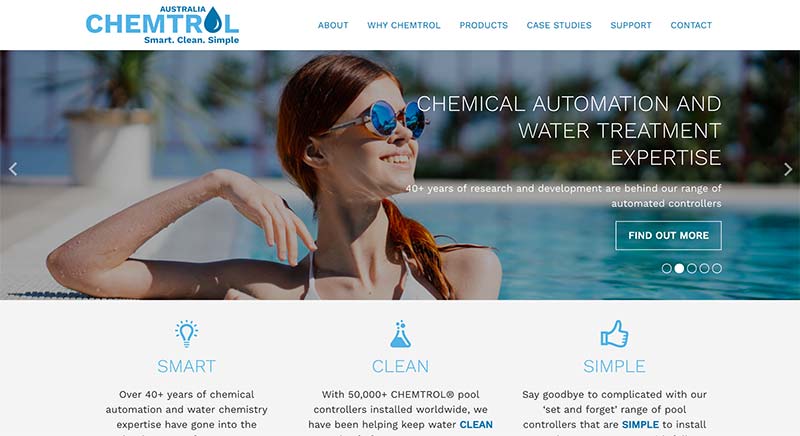 AUSTRALIA
CHEMTROL
Smart. Clean. Simple
ABOUT WHY CHEMTROL PRODUCTS CASE STUDIES SUPPORT CONTACT
CHEMICAL AUTOMATION AND
WATER TREATMENT
EXPERTISE
40+ years of research and development are behind our range of
automated controllers
FIND OUT MORE
SMART
Over 40+ years of chemical
automation and water chemistry
expertise have gone into the
CLEAN
With 50,000+ CHEMTROL® pool
controllers installed worldwide, we
have been helping keep water CLEAN
SIMPLE
Say goodbye to complicated with our
‘set and forget’ range of pool
controllers that are SIMPLE to install